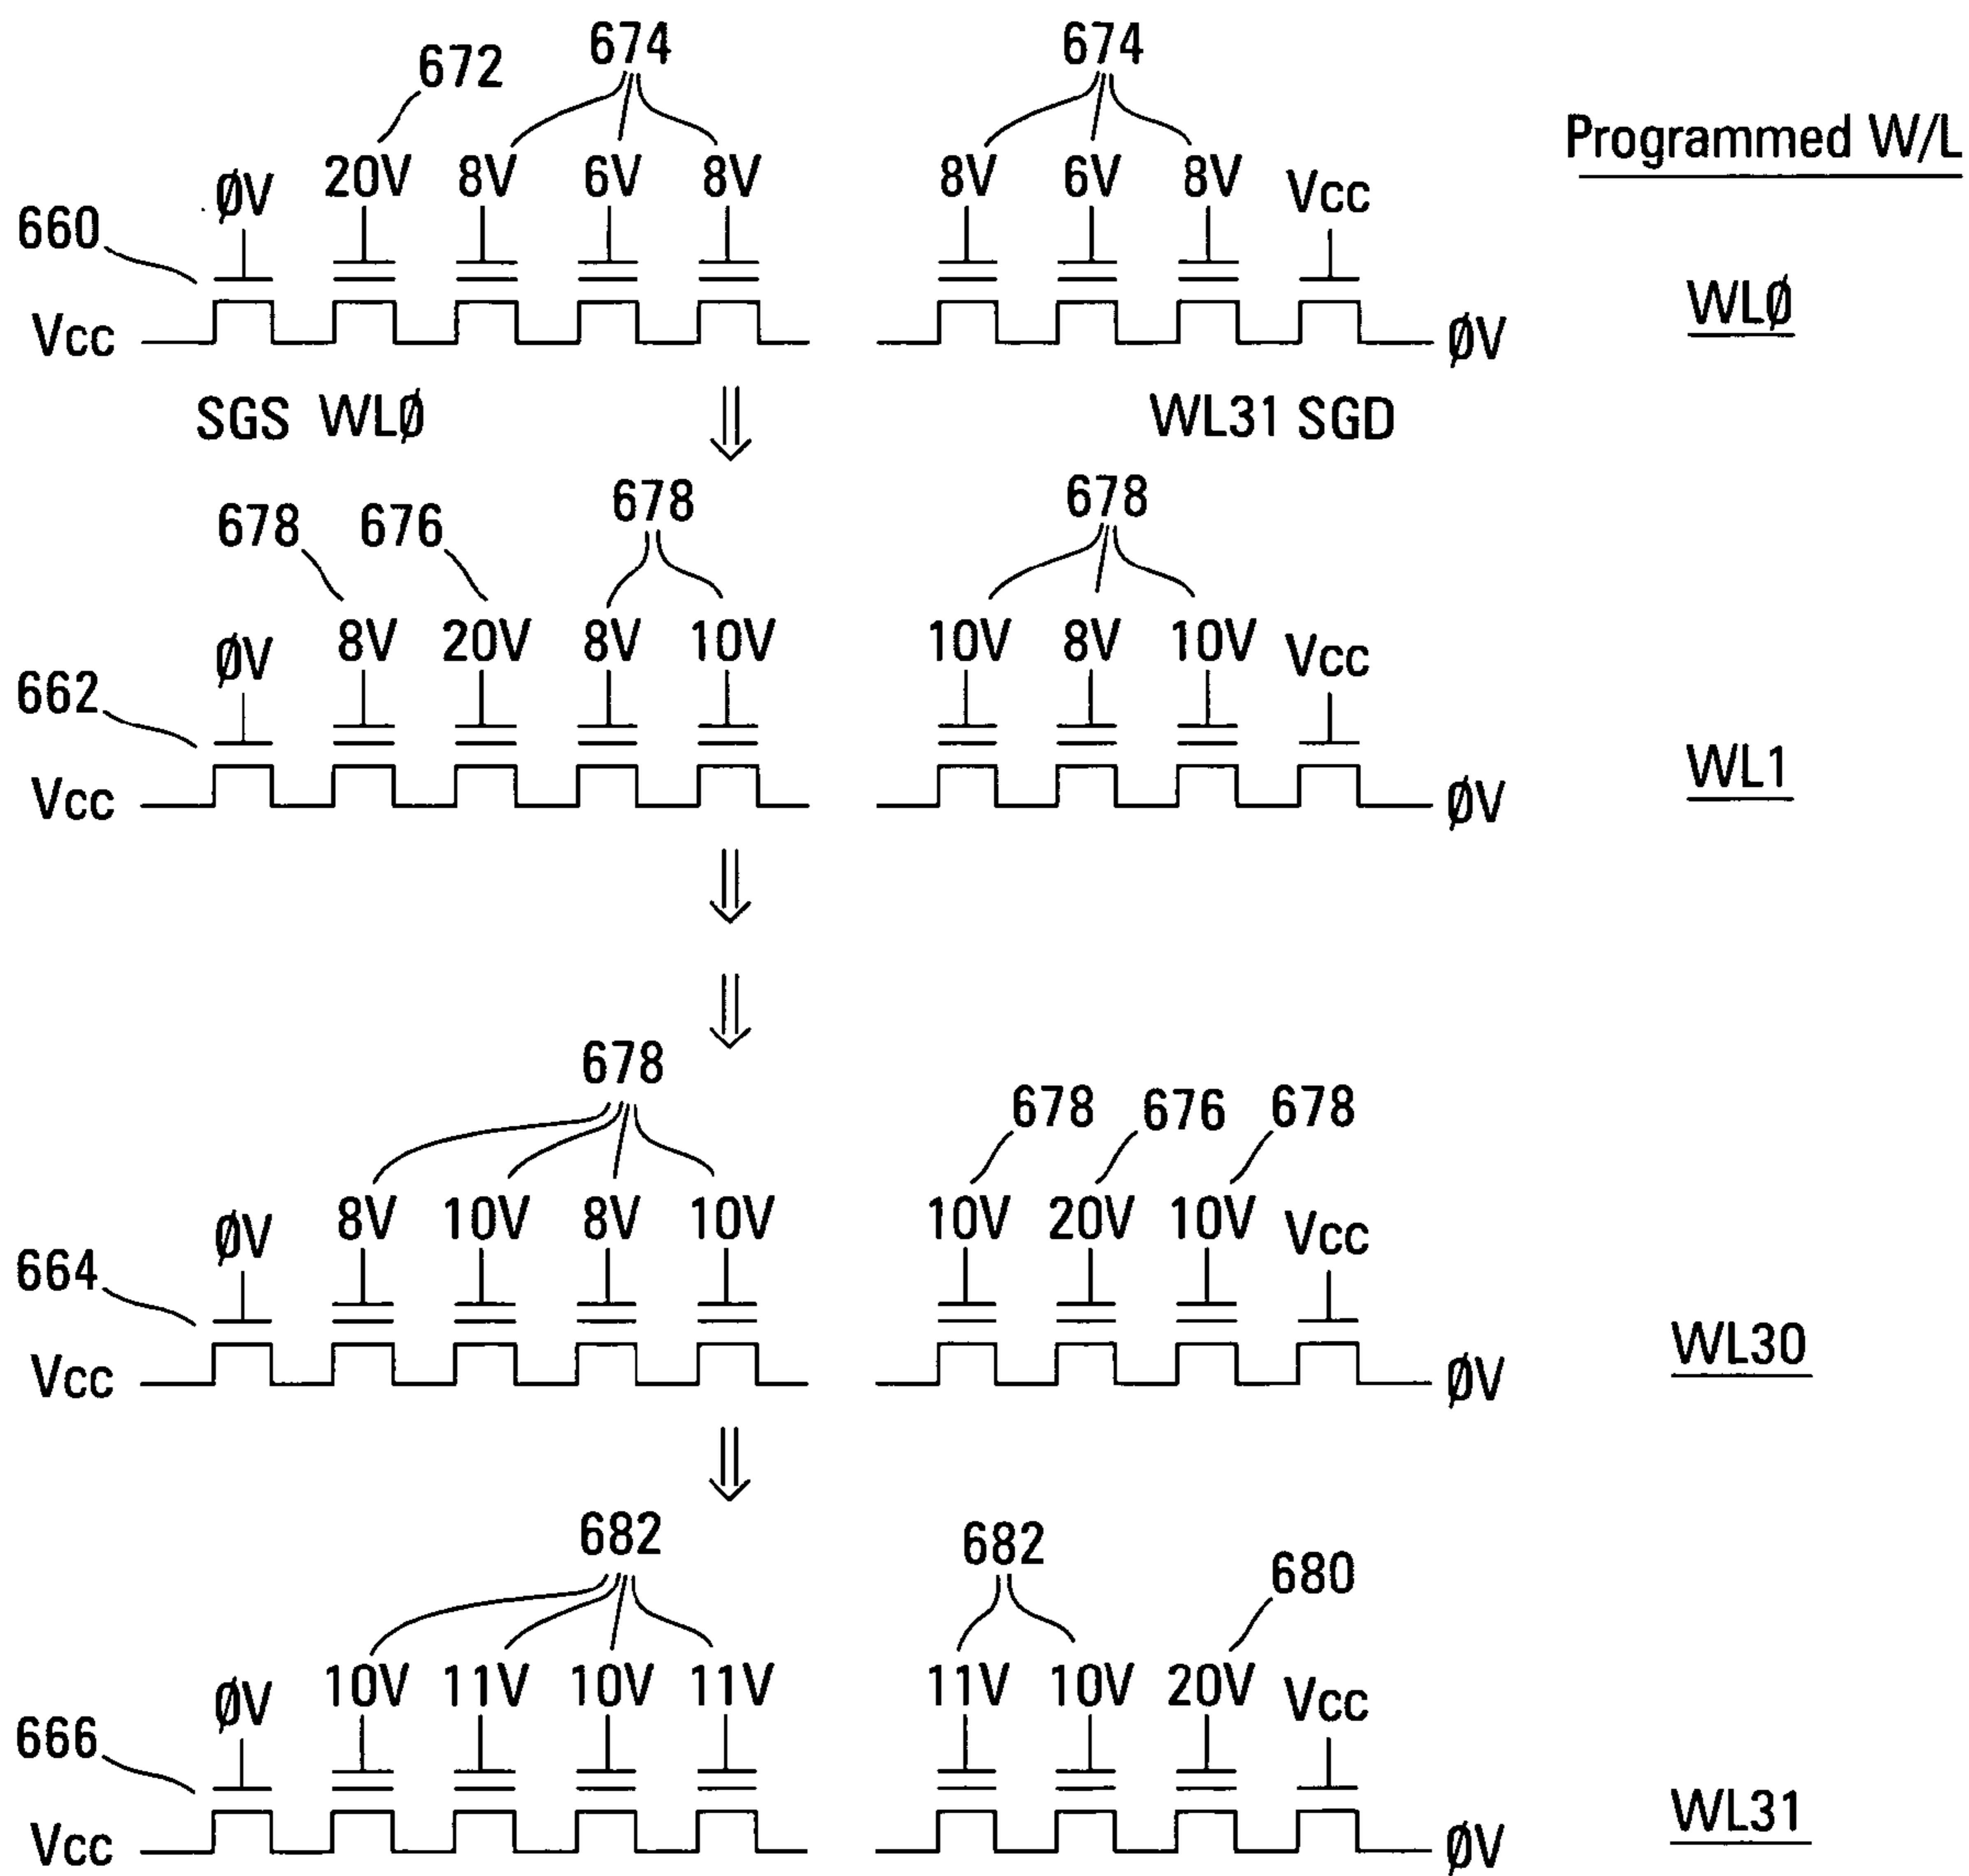 674 674
672
Programmed W/L
ØV 20V 8V 6V 8V 8V 6V 8V Vcc
660
WLØ
Vcc ØV
SGS WLØ WL31 SGD
678 676 678 678
ØV 8V 20V 8V 10V 10V 8V 10V Vcc
662
WL1
Vcc ØV
678
678 676 678
ØV 8V 10V 8V 10V 10V 20V 10V Vcc
664
WL30
Vcc ØV
682 682
680
ØV 10V 11V 10V 11V 11V 10V 20V Vcc
666
WL31
Vcc ØV